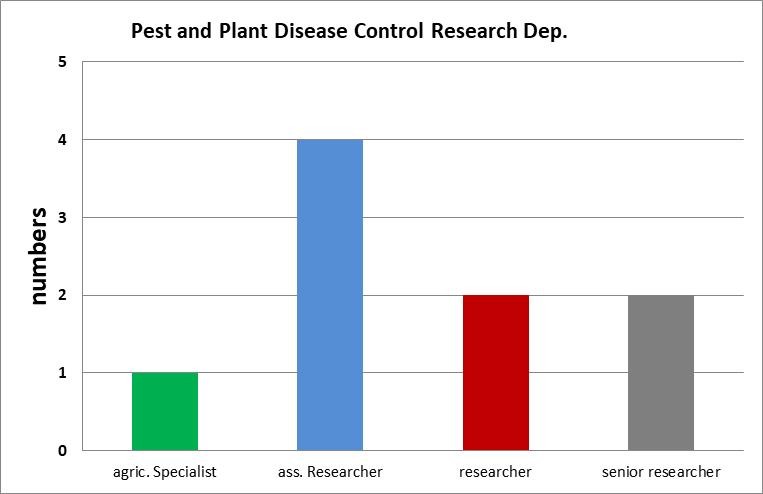 Pest and Plant Disease Control Research Dep.
numbers
5
4
3
2
1
0
agric. Specialist
ass. Researcher
researcher
senior researcher